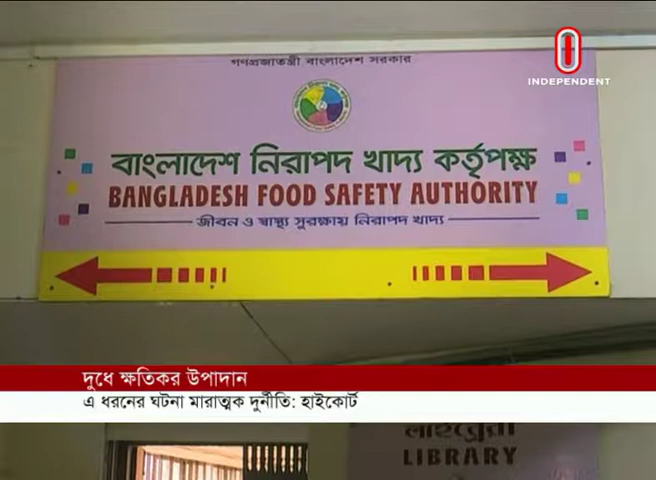 গণপ্রজাতন্ত্রী বাংলাদেশ সরকার
INDEPENDENT
বাংলাদেশ নিরাপদ খাদ্য কর্তৃপক্ষ
BANGLADESH FOOD SAFETY AUTHORITY
জীবন ও স্বাস্থ্য সুরক্ষায় নিরাপদ খাদ্য
দুধে ক্ষতিকর উপাদান
এ ধরনের ঘটনা মারাত্মক দুর্নীতি: হাইকোর্ট
লাইব্রেরী
LIBRARY